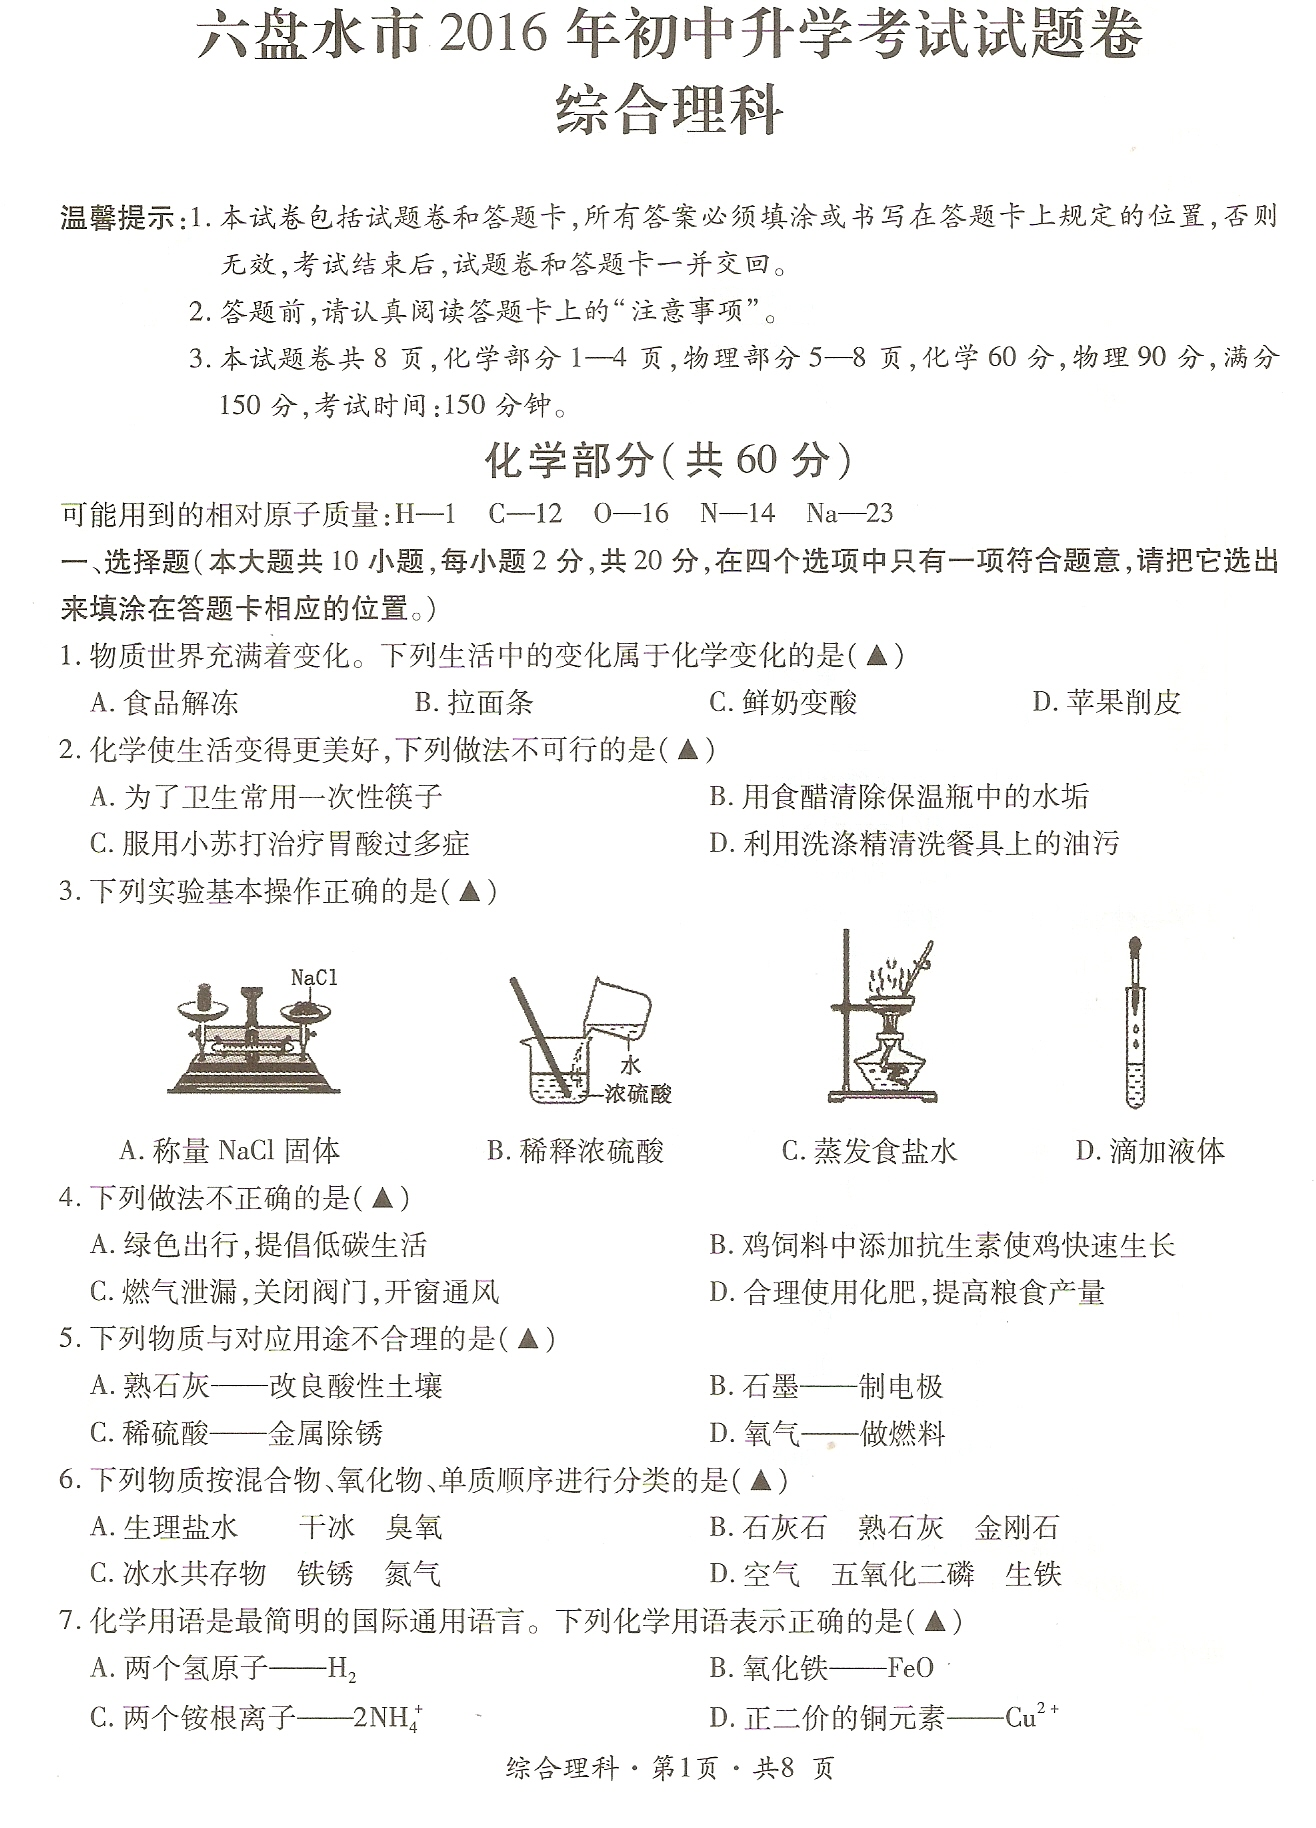 六盘水市 2016 年初中升学考试试题卷
综合理科
温馨提示:1. 本试卷包括试题卷和答题卡,所有答案必须填涂或书写在答题卡上规定的位置,否则
无效,考试结束后,试题卷和答题卡一并交回。
2. 答题前,请认真阅读答题卡上的“注意事项”。
3. 本试题卷共 8 页,化学部分 1—4 页,物理部分 5—8 页,化学 60 分,物理 90 分,满分
150 分,考试时间:150 分钟。
化学部分(共 60 分)
可能用到的相对原子质量:H—1 C—12 O—16 N—14 Na—23
一、选择题(本大题共 10 小题,每小题 2 分,共 20 分,在四个选项中只有一项符合题意,请把它选出
来填涂在答题卡相应的位置。)
1. 物质世界充满着变化。下列生活中的变化属于化学变化的是(▲)
A. 食品解冻 B. 拉面条 C. 鲜奶变酸 D. 苹果削皮
2. 化学使生活变得更美好,下列做法不可行的是(▲)
A. 为了卫生常用一次性筷子 B. 用食醋清除保温瓶中的水垢
C. 服用小苏打治疗胃酸过多症 D. 利用洗涤精清洗餐具上的油污
3. 下列实验基本操作正确的是(▲)
NaCl
水
浓硫酸
A. 称量 NaCl 固体 B. 稀释浓硫酸 C. 蒸发食盐水 D. 滴加液体
4. 下列做法不正确的是(▲)
A. 绿色出行,提倡低碳生活 B. 鸡饲料中添加抗生素使鸡快速生长
C. 燃气泄漏,关闭阀门,开窗通风 D. 合理使用化肥,提高粮食产量
5. 下列物质与对应用途不合理的是(▲)
A. 熟石灰——改良酸性土壤 B. 石墨——制电极
C. 稀硫酸——金属除锈 D. 氧气——做燃料
6. 下列物质按混合物、氧化物、单质顺序进行分类的是(▲)
A. 生理盐水 干冰 臭氧 B. 石灰石 熟石灰 金刚石
C. 冰水共存物 铁锈 氮气 D. 空气 五氧化二磷 生铁
7. 化学用语是最简明的国际通用语言。下列化学用语表示正确的是(▲)
A. 两个氢原子——H₂ B. 氧化铁——FeO
C. 两个铵根离子——2NH₄⁺ D. 正二价的铜元素——Cu²⁺
综合理科·第1页·共8 页